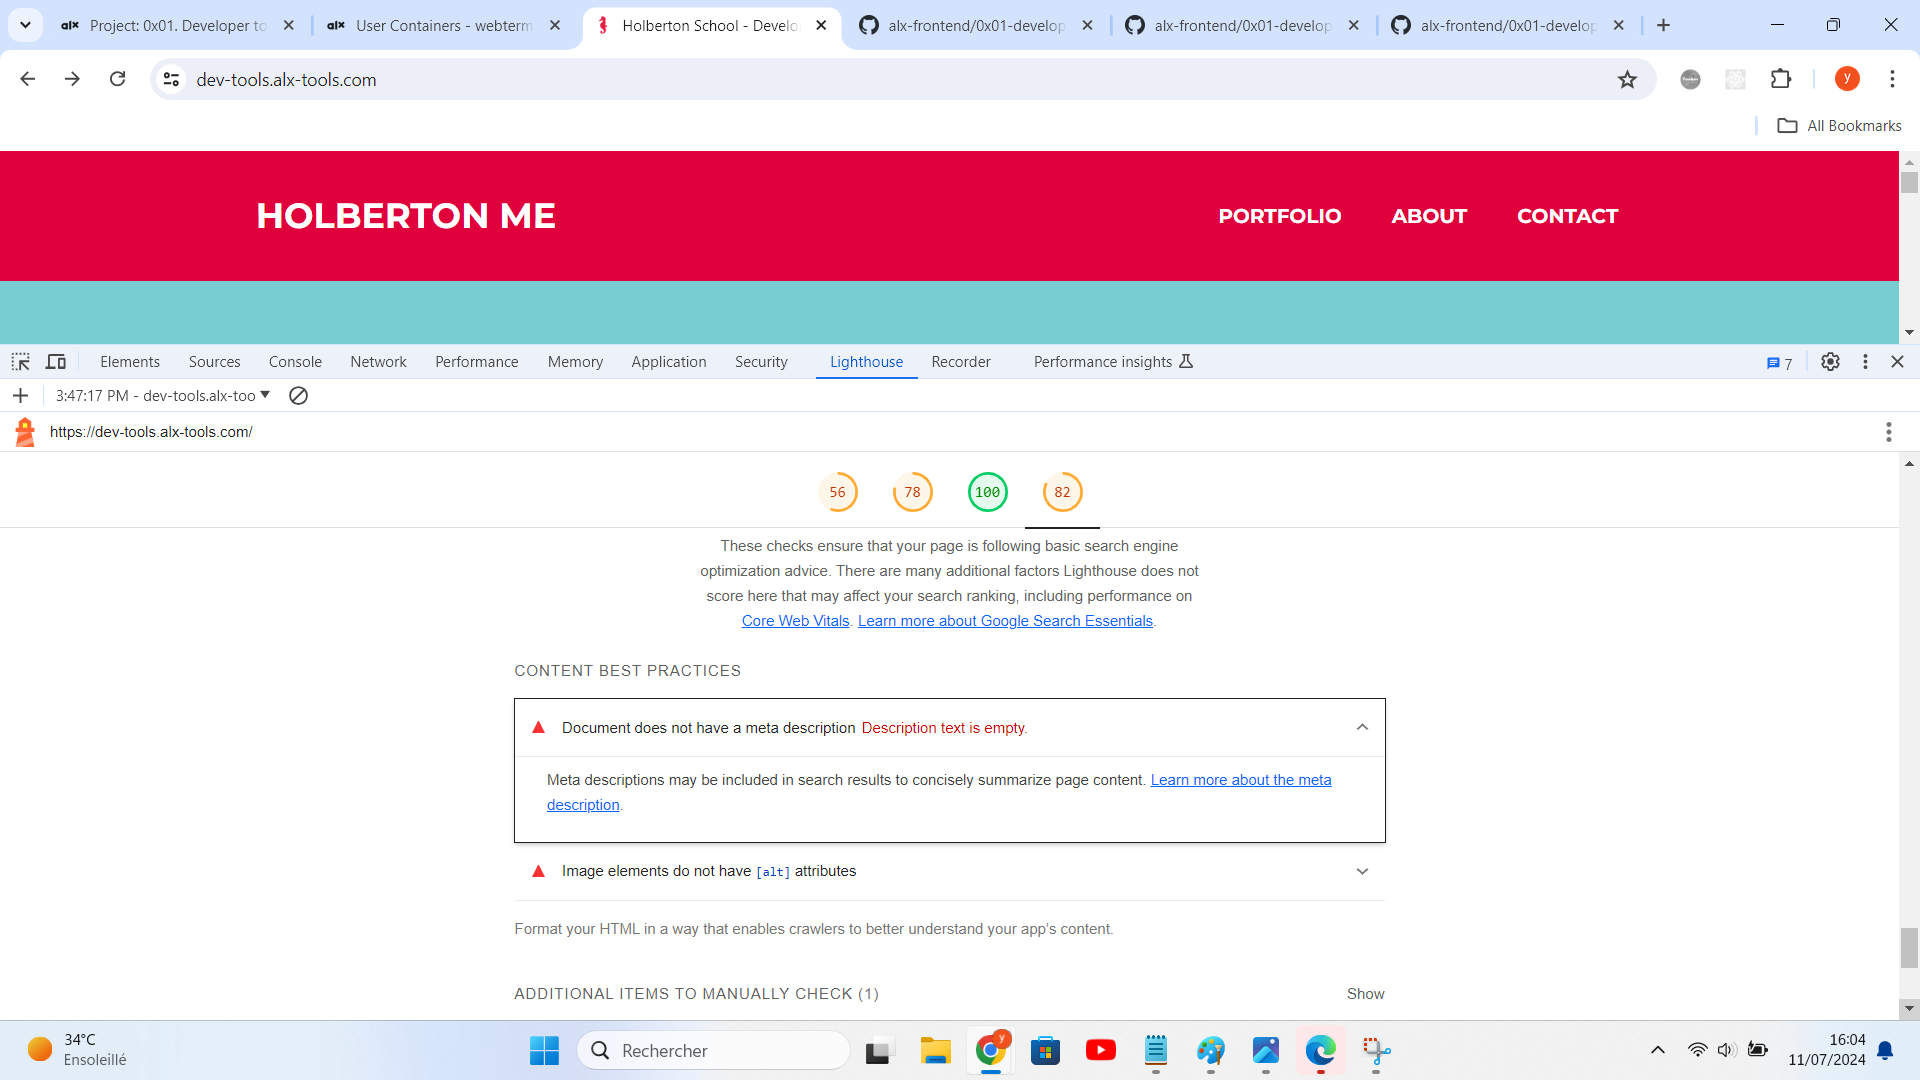 Project: 0x01. Developer to
User Containers - webterm
Holberton School - Develo
alx-frontend/0x01-develop
alx-frontend/0x01-develop
alx-frontend/0x01-develop
dev-tools.alx-tools.com
y
All Bookmarks
HOLBERTON ME
PORTFOLIO ABOUT CONTACT
Elements Sources Console Network Performance Memory Application Security Lighthouse Recorder Performance insights 7
3:47:17 PM - dev-tools.alx-too
https://dev-tools.alx-tools.com/
56 78 100 82
These checks ensure that your page is following basic search engine
optimization advice. There are many additional factors Lighthouse does not
score here that may affect your search ranking, including performance on
Core Web Vitals. Learn more about Google Search Essentials.
CONTENT BEST PRACTICES
Document does not have a meta description Description text is empty.
Meta descriptions may be included in search results to concisely summarize page content. Learn more about the meta
description.
Image elements do not have [alt] attributes
Format your HTML in a way that enables crawlers to better understand your app's content.
ADDITIONAL ITEMS TO MANUALLY CHECK (1) Show
34°C
Ensoleillé
Rechercher
16:04
11/07/2024